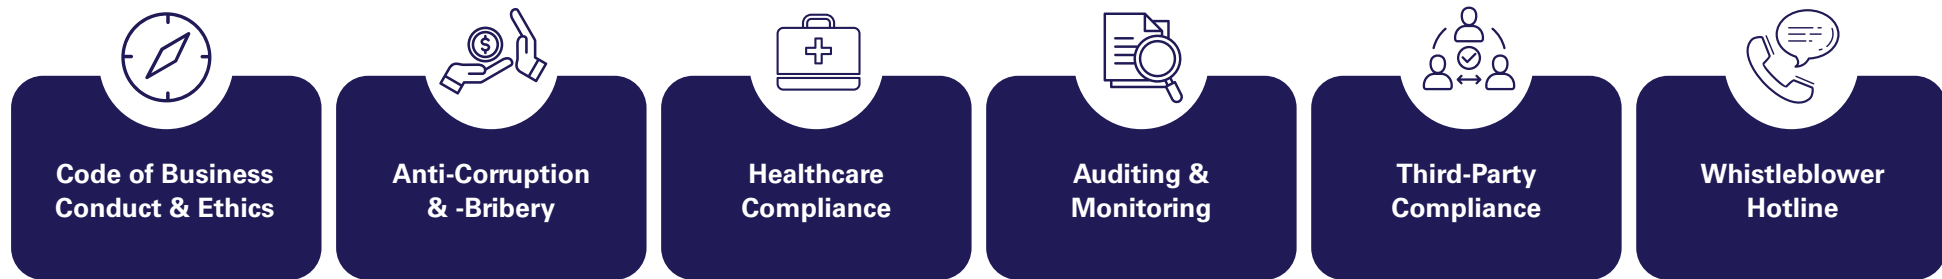 Code of Business
Conduct & Ethics
Anti-Corruption
& -Bribery
Healthcare
Compliance
Auditing &
Monitoring
Third-Party
Compliance
Whistleblower
Hotline